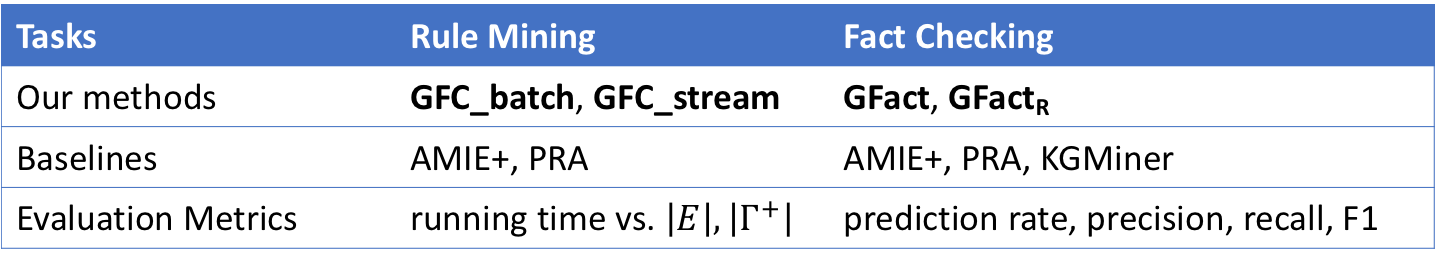 Tasks Rule Mining Fact Checking
Our methods GFC_batch, GFC_stream GFact, GFact_R
Baselines AMIE+, PRA AMIE+, PRA, KGMiner
Evaluation Metrics running time vs. |E|, |Γ⁺| prediction rate, precision, recall, F1